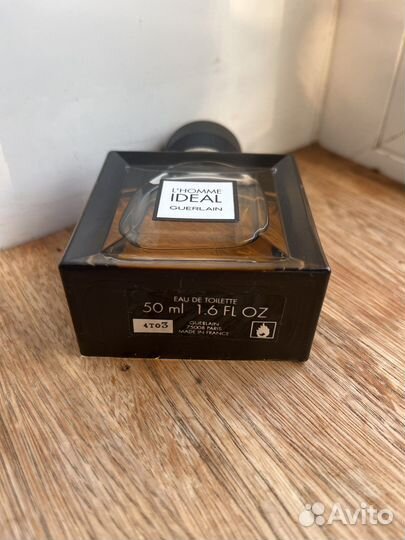 L'HOMME
IDEAL
GUERLAIN
EAU DE TOILETTE
50 ml 1.6 FL OZ
4T03
GUERLAIN
75008 PARIS
MADE IN FRANCE
Avito